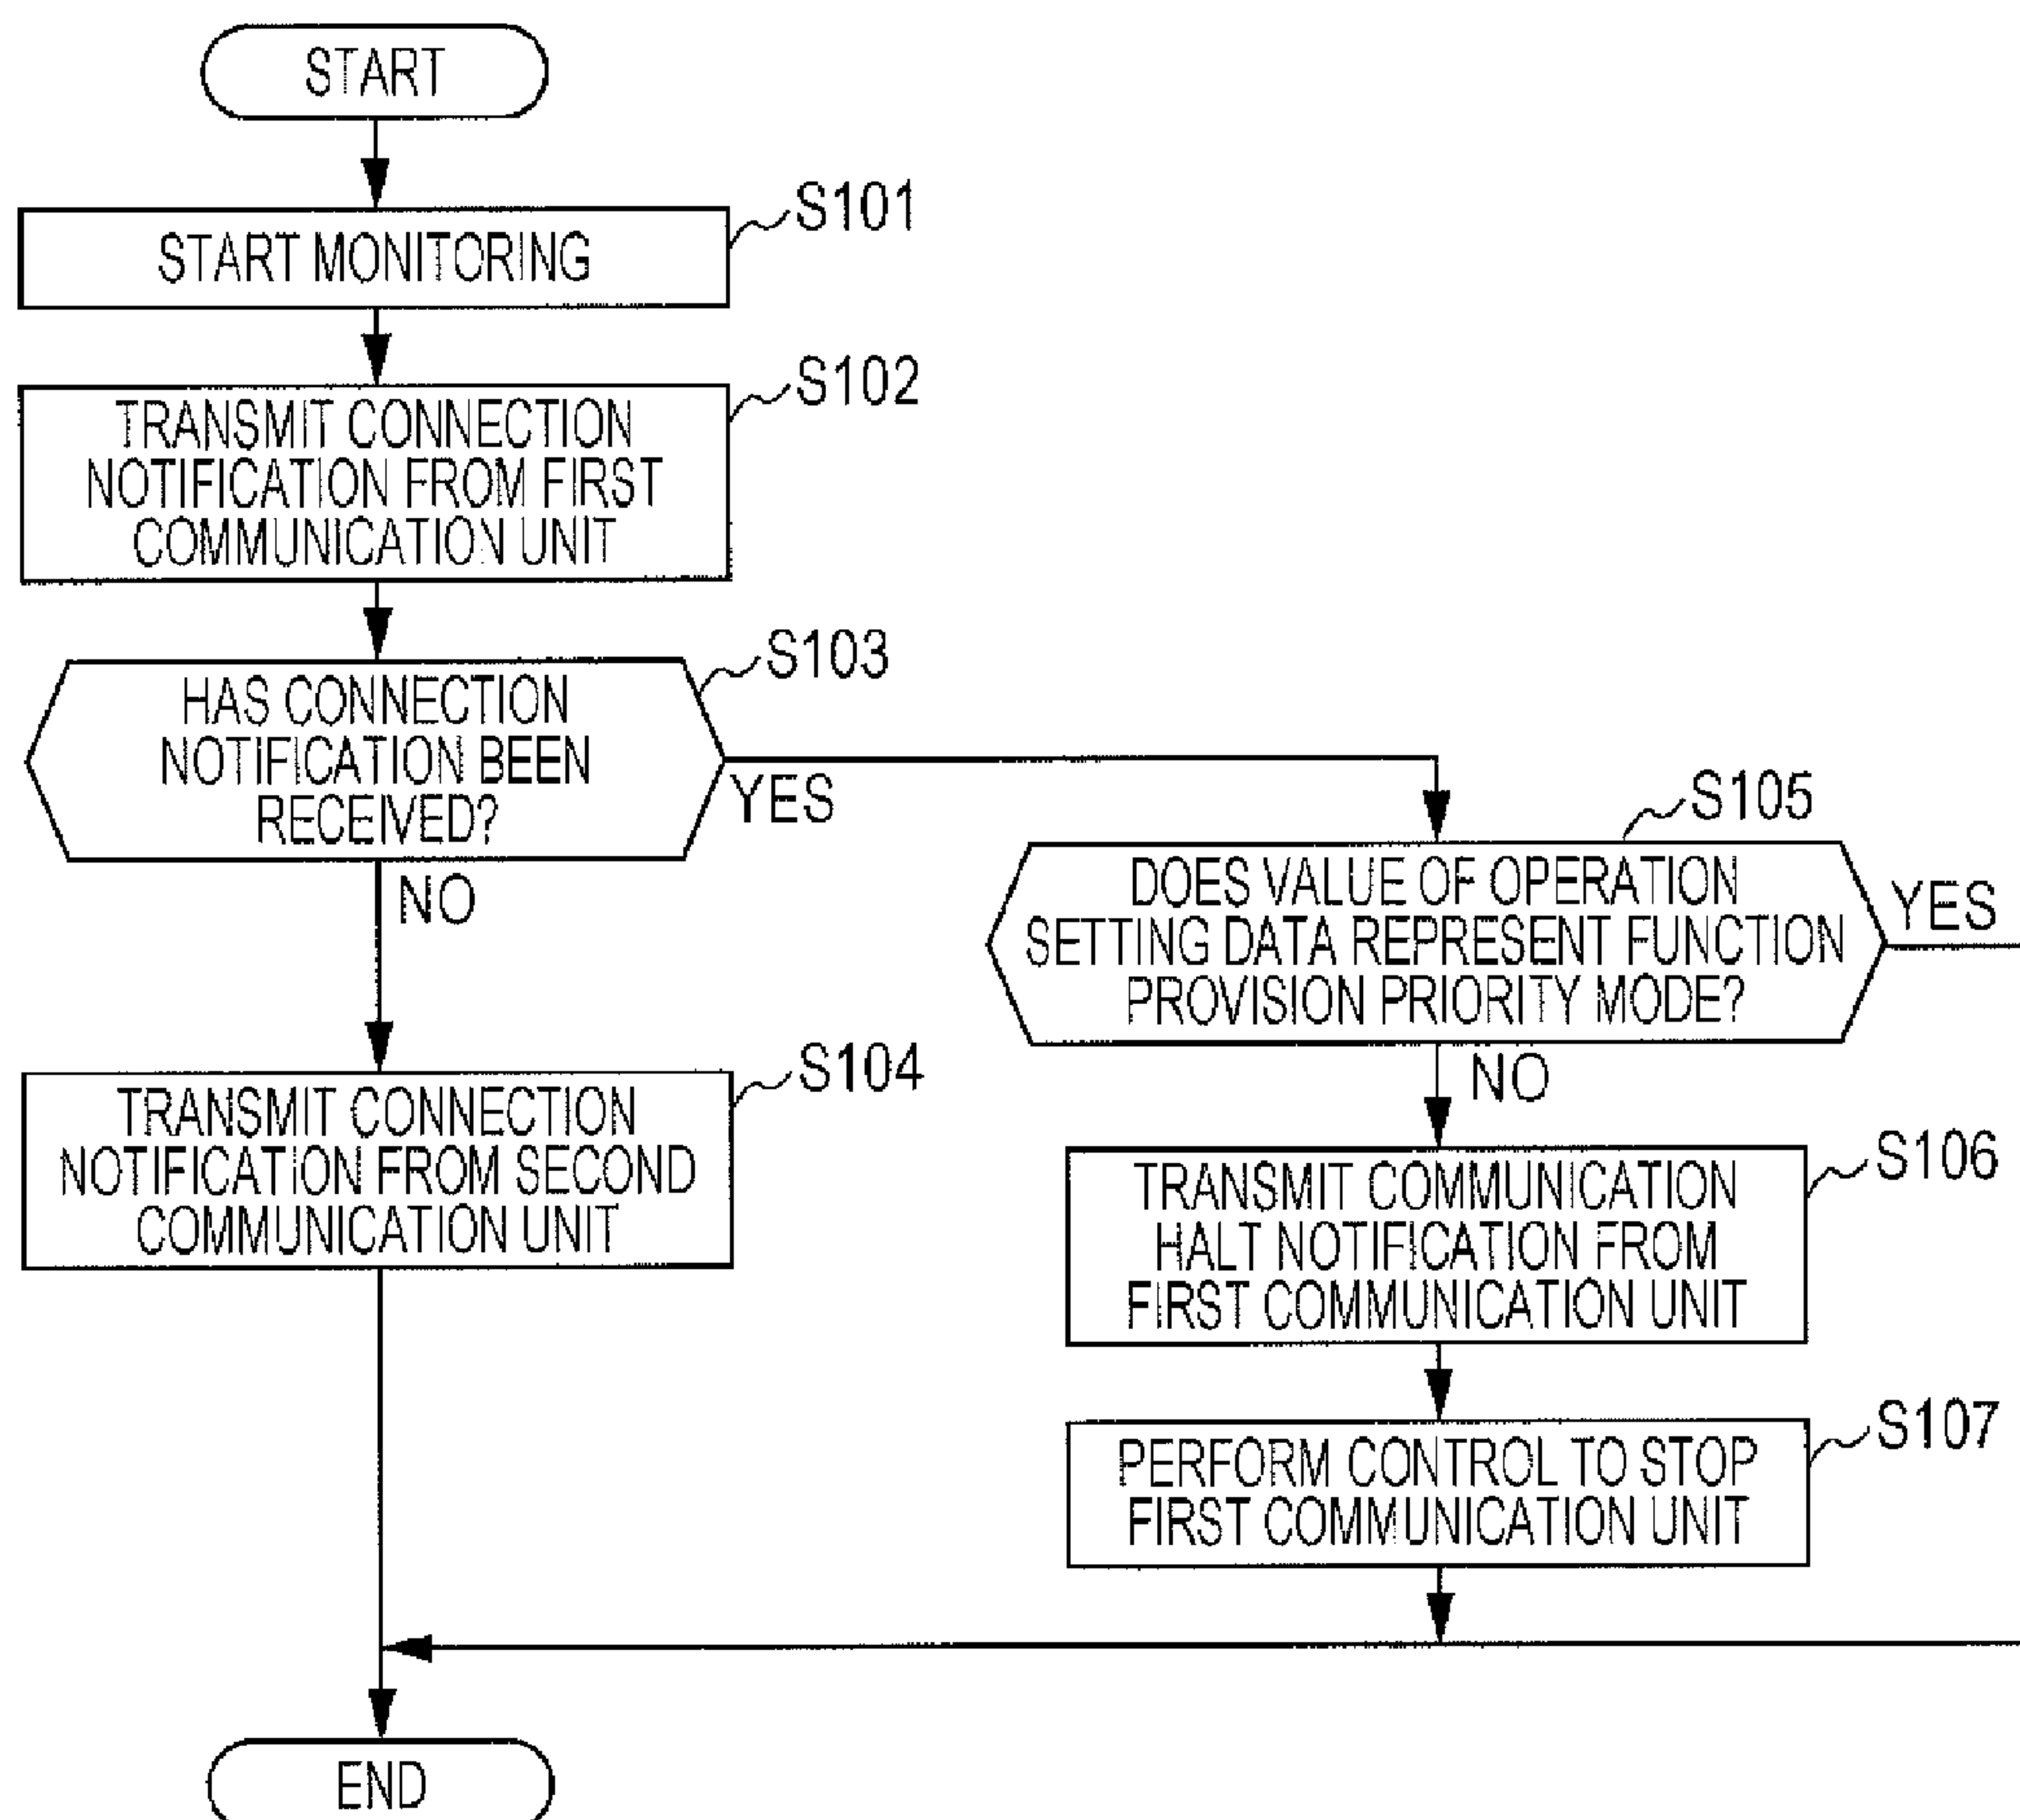 START
S101
START MONITORING
S102
TRANSMIT CONNECTION
NOTIFICATION FROM FIRST
COMMUNICATION UNIT
S103
HAS CONNECTION
NOTIFICATION BEEN
RECEIVED?
YES
NO
S104
TRANSMIT CONNECTION
NOTIFICATION FROM SECOND
COMMUNICATION UNIT
S105
DOES VALUE OF OPERATION
SETTING DATA REPRESENT FUNCTION
PROVISION PRIORITY MODE?
YES
NO
S106
TRANSMIT COMMUNICATION
HALT NOTIFICATION FROM
FIRST COMMUNICATION UNIT
S107
PERFORM CONTROL TO STOP
FIRST COMMUNICATION UNIT
END